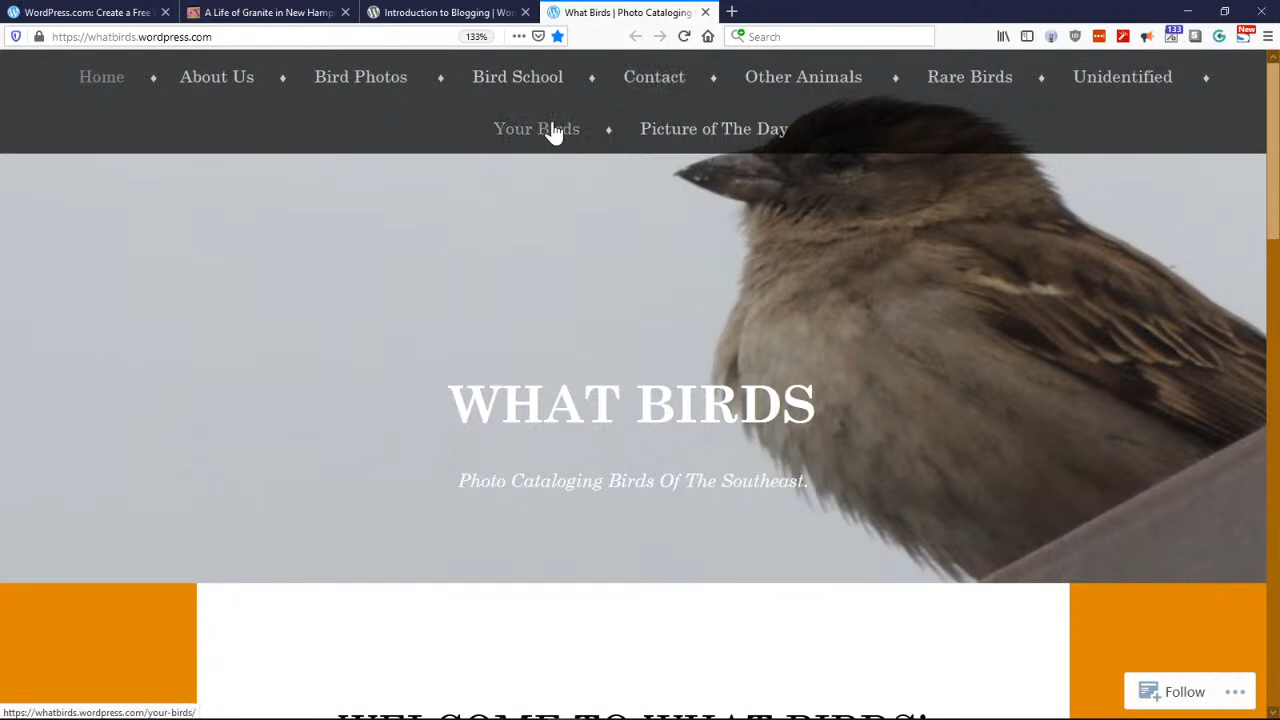 WordPress.com: Create a Free
A Life of Granite in New Hamp
Introduction to Blogging | Wor
What Birds | Photo Cataloging
https://whatbirds.wordpress.com
133%
Search
133
New
Home
About Us
Bird Photos
Bird School
Contact
Other Animals
Rare Birds
Unidentified
Your Birds
Picture of The Day
WHAT BIRDS
Photo Cataloging Birds Of The Southeast.
Follow
WELCOME TO WHAT BIRDS'
https://whatbirds.wordpress.com/your-birds/